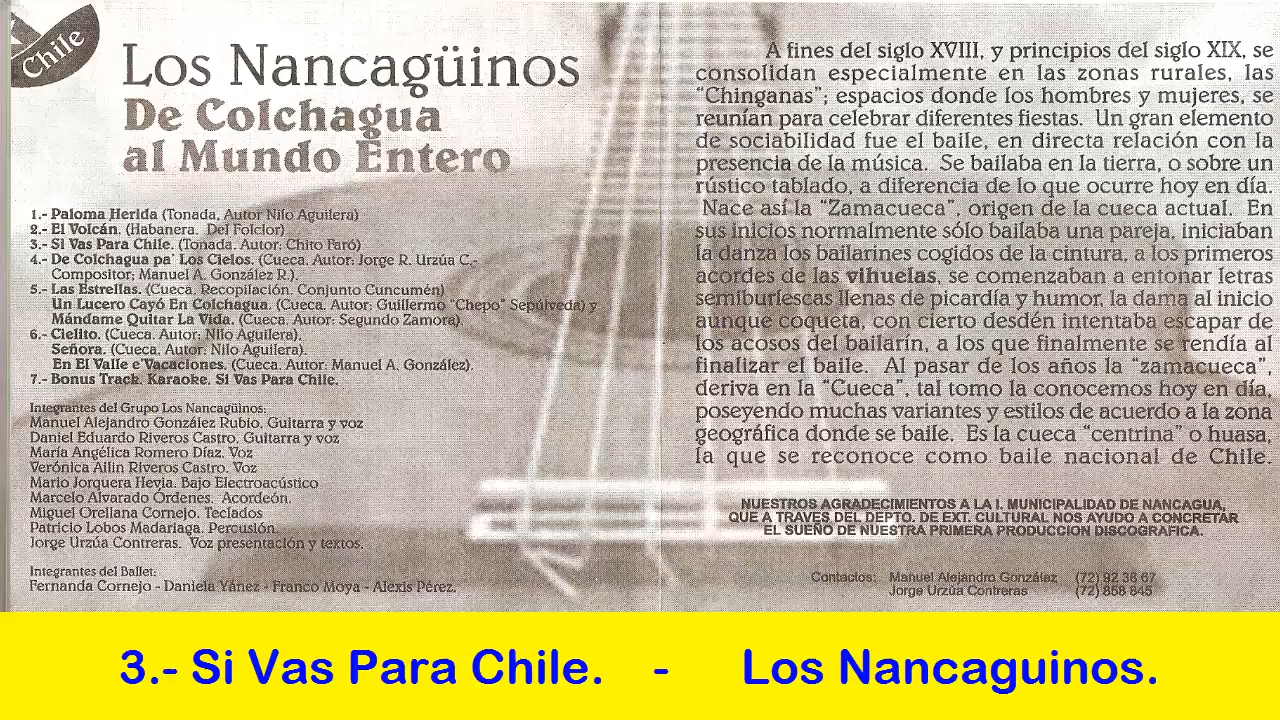 Chile
Los Nancagüinos
De Colchagua
al Mundo Entero
1.- Paloma Herida (Tonada, Autor Nilo Aguilera)
2.- El Volcán. (Habanera. Del Folclor)
3.- Si Vas Para Chile. (Tonada. Autor: Chito Faró)
4.- De Colchagua pa' Los Cielos. (Cueca. Autor: Jorge R. Urzúa C.-
Compositor; Manuel A. González R.).
5.- Las Estrellas. (Cueca. Recopilación. Conjunto Cuncumén)
Un Lucero Cayó En Colchagua. (Cueca. Autor; Guillermo "Chepo" Sepúlveda) y
Mándame Quitar La Vida. (Cueca. Autor: Segundo Zamora).
6.- Cielito. (Cueca. Autor: Nilo Aguilera).
Señora. (Cueca. Autor: Nilo Aguilera).
En El Valle e'Vacaciones. (Cueca. Autor: Manuel A. González).
7.- Bonus Track. Karaoke. Si Vas Para Chile.
Integrantes del Grupo Los Nancagüinos:
Manuel Alejandro González Rubio. Guitarra y voz
Daniel Eduardo Riveros Castro. Guitarra y voz
María Angélica Romero Díaz. Voz
Verónica Ailin Riveros Castro. Voz
Mario Jorquera Hevia. Bajo Electroacústico
Marcelo Alvarado Órdenes. Acordeón.
Miguel Orellana Cornejo. Teclados
Patricio Lobos Madariaga. Percusión.
Jorge Urzúa Contreras. Voz presentación y textos.
Integrantes del Ballet:
Fernanda Cornejo - Daniela Yánez - Franco Moya - Alexis Pérez.
A fines del siglo XVIII, y principios del siglo XIX, se
consolidan especialmente en las zonas rurales, las
"Chinganas"; espacios donde los hombres y mujeres, se
reunían para celebrar diferentes fiestas. Un gran elemento
de sociabilidad fue el baile, en directa relación con la
presencia de la música. Se bailaba en la tierra, o sobre un
rústico tablado, a diferencia de lo que ocurre hoy en día.
Nace así la "Zamacueca", origen de la cueca actual. En
sus inicios normalmente sólo bailaba una pareja, iniciaban
la danza los bailarines cogidos de la cintura, a los primeros
acordes de las vihuelas, se comenzaban a entonar letras
semiburlescas llenas de picardía y humor, la dama al inicio
aunque coqueta, con cierto desdén intentaba escapar de
los acosos del bailarín, a los que finalmente se rendía al
finalizar el baile. Al pasar de los años la "zamacueca",
deriva en la "Cueca", tal tomo la conocemos hoy en día,
poseyendo muchas variantes y estilos de acuerdo a la zona
geográfica donde se baile. Es la cueca "centrina" o huasa,
la que se reconoce como baile nacional de Chile.
NUESTROS AGRADECIMIENTOS A LA I. MUNICIPALIDAD DE NANCAGUA,
QUE A TRAVES DEL DEPTO. DE EXT. CULTURAL NOS AYUDO A CONCRETAR
EL SUEÑO DE NUESTRA PRIMERA PRODUCCION DISCOGRAFICA.
Contactos: Manuel Alejandro González (72) 92 38 67
Jorge Urzúa Contreras (72) 858 845
3.- Si Vas Para Chile. - Los Nancaguinos.